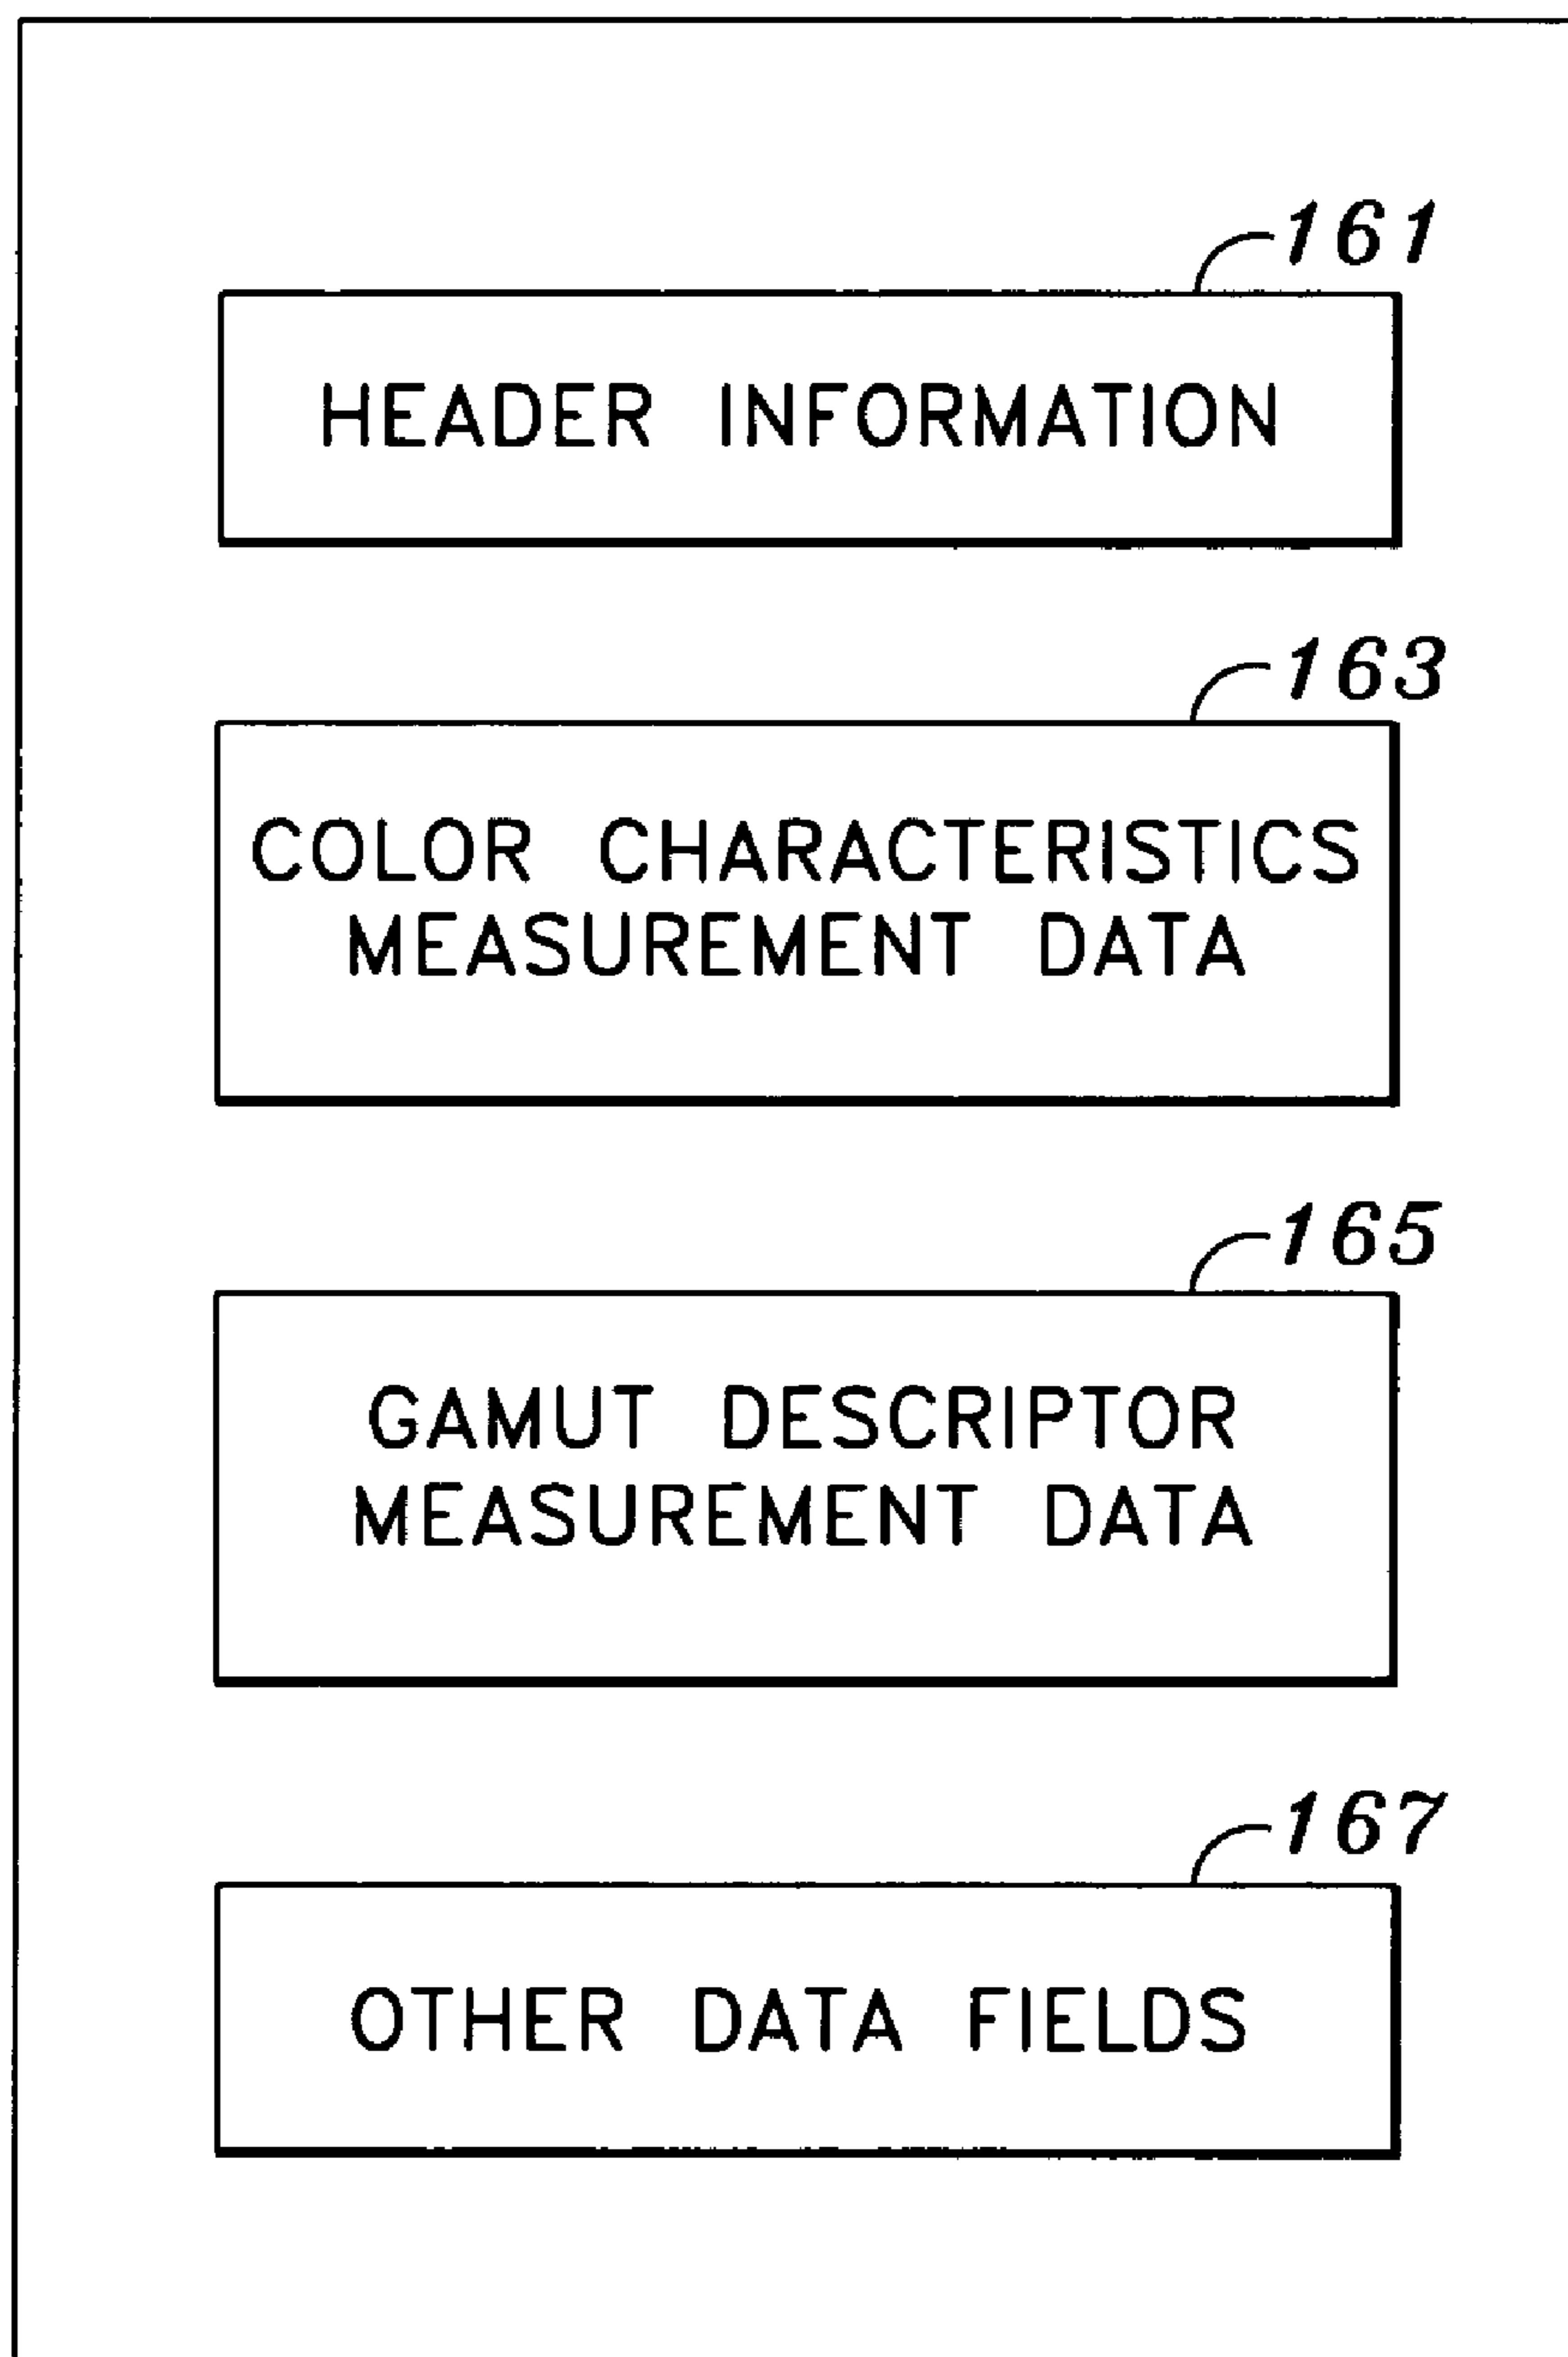 161
HEADER INFORMATION
163
COLOR CHARACTERISTICS
MEASUREMENT DATA
165
GAMUT DESCRIPTOR
MEASUREMENT DATA
167
OTHER DATA FIELDS